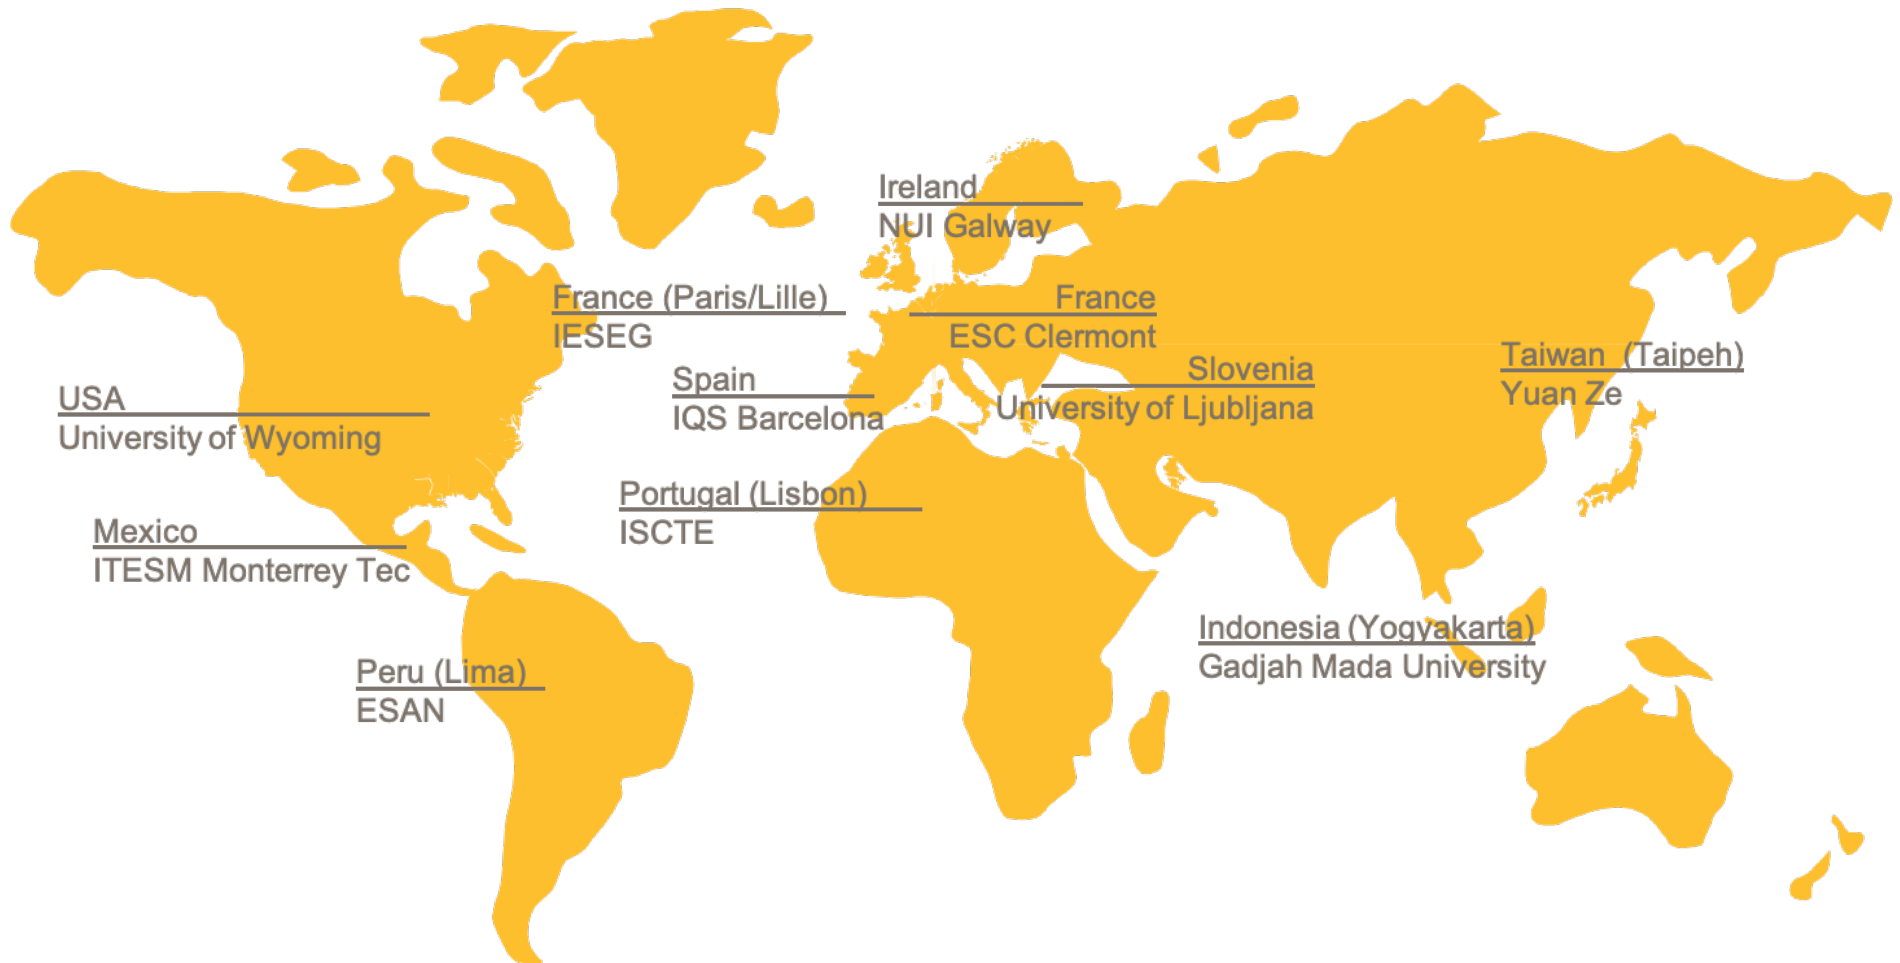 Ireland
NUI Galway
France (Paris/Lille)
IESEG
France
ESC Clermont
Taiwan (Taipeh)
Yuan Ze
Slovenia
University of Ljubljana
Spain
IQS Barcelona
USA
University of Wyoming
Portugal (Lisbon)
ISCTE
Mexico
ITESM Monterrey Tec
Indonesia (Yogyakarta)
Gadjah Mada University
Peru (Lima)
ESAN